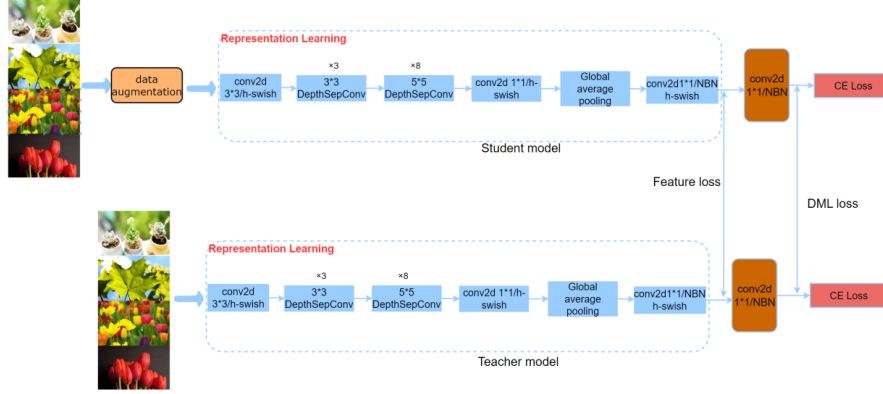 Representation Learning
×3
×8
data
augmentation
conv2d
3*3/h-swish
3*3
DepthSepConv
5*5
DepthSepConv
conv2d 1*1/h-
swish
Global
average
pooling
conv2d1*1/NBN
h-swish
conv2d
1*1/NBN
CE Loss
Student model
Feature loss
DML loss
Representation Learning
×3
×8
conv2d
3*3/h-swish
3*3
DepthSepConv
5*5
DepthSepConv
conv2d 1*1/h-
swish
Global
average
pooling
conv2d1*1/NBN
h-swish
conv2d
1*1/NBN
CE Loss
Teacher model